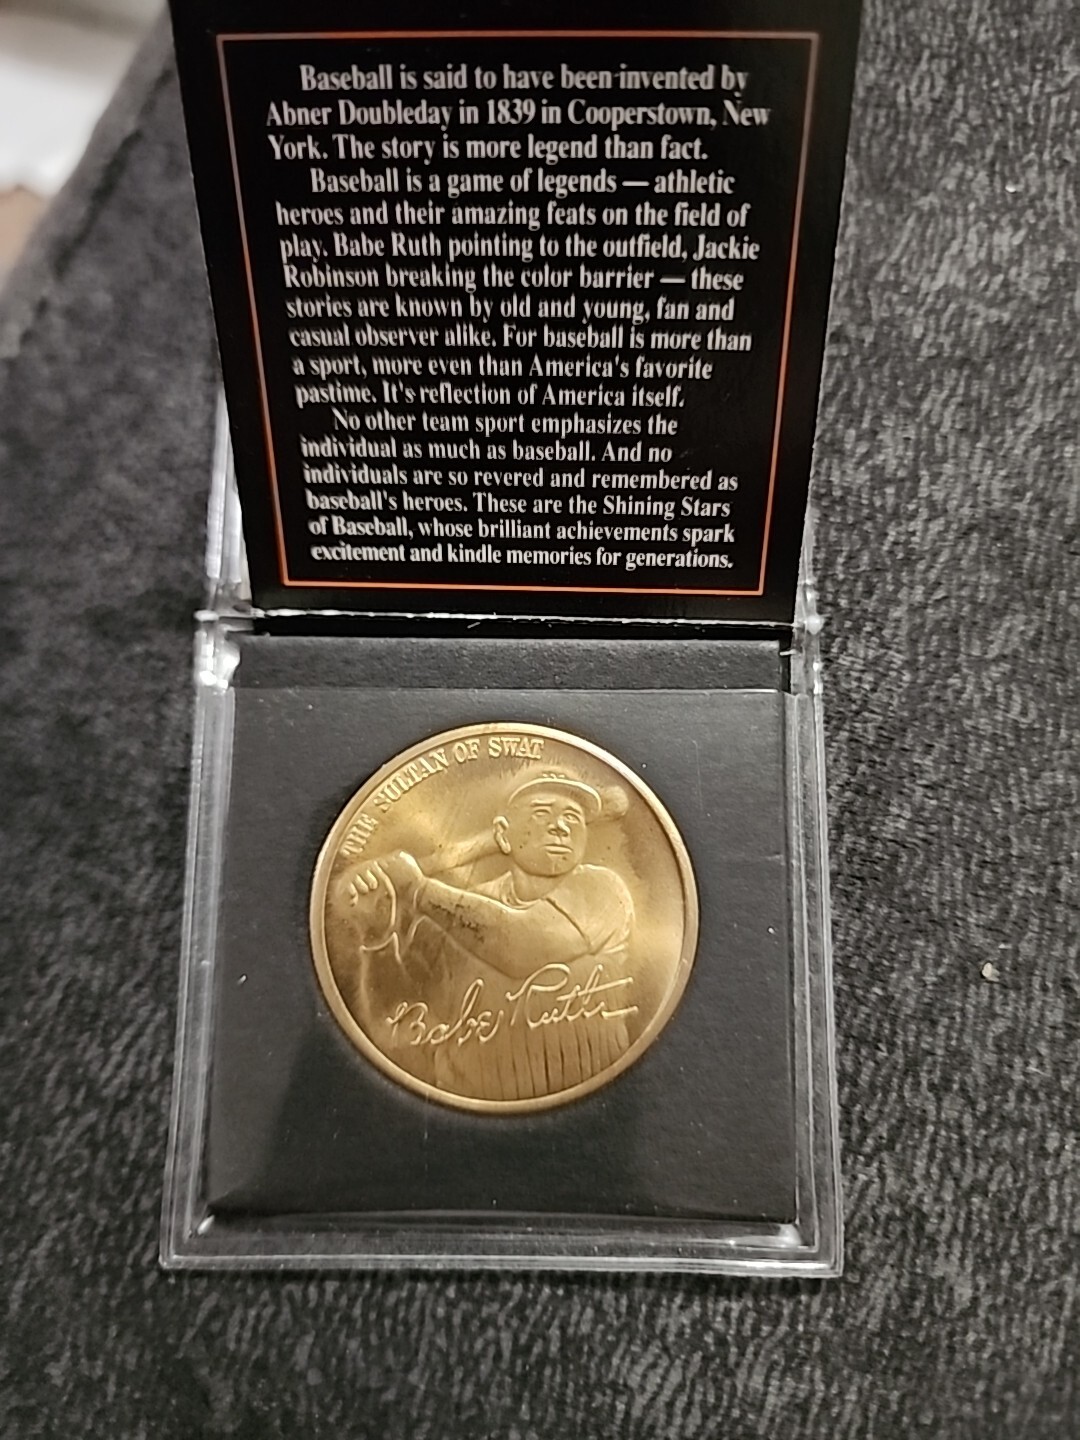 Baseball is said to have been invented by
Abner Doubleday in 1839 in Cooperstown, New
York. The story is more legend than fact.
Baseball is a game of legends — athletic
heroes and their amazing feats on the field of
play. Babe Ruth pointing to the outfield, Jackie
Robinson breaking the color barrier — these
stories are known by old and young, fan and
casual observer alike. For baseball is more than
a sport, more even than America's favorite
pastime. It's reflection of America itself.
No other team sport emphasizes the
individual as much as baseball. And no
individuals are so revered and remembered as
baseball's heroes. These are the Shining Stars
of Baseball, whose brilliant achievements spark
excitement and kindle memories for generations.
THE SULTAN OF SWAT
Babe Ruth